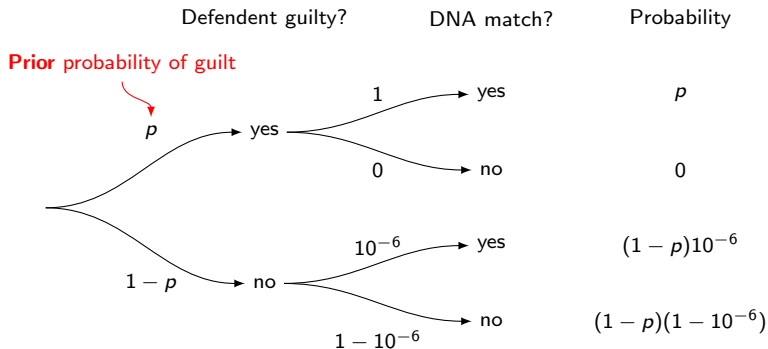 Defendent guilty? DNA match? Probability
Prior probability of guilt
1 yes p
p
yes
0 no 0
10⁻⁶ yes (1 − p)10⁻⁶
1 − p no
no (1 − p)(1 − 10⁻⁶)
1 − 10⁻⁶